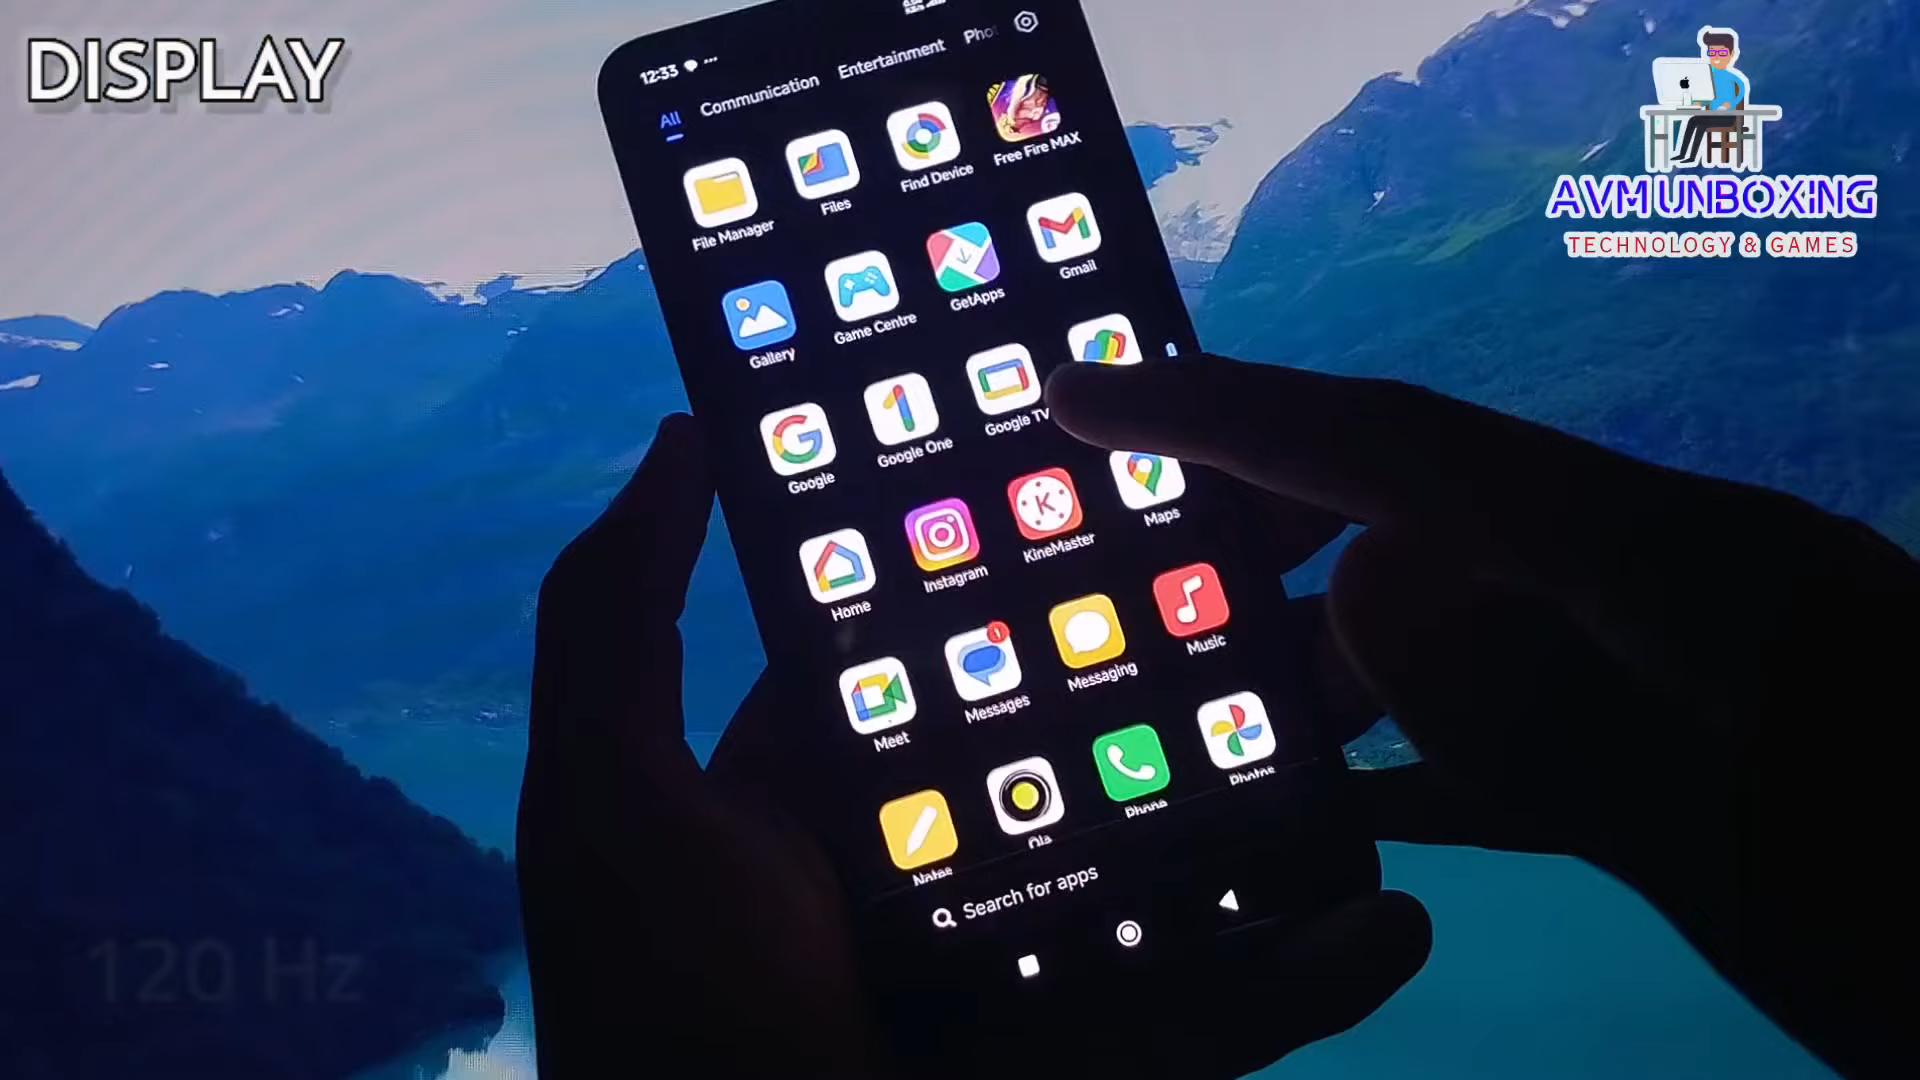 DISPLAY
AVM UNBOXING
TECHNOLOGY & GAMES
12:33
All
Communication
Entertainment
Pho
File Manager
Files
Find Device
Free Fire MAX
Gallery
Game Centre
GetApps
Gmail
Google
Google One
Google TV
Home
Instagram
KineMaster
Maps
Meet
Messages
Messaging
Music
Notes
Ola
Phone
Photos
Search for apps
120 Hz